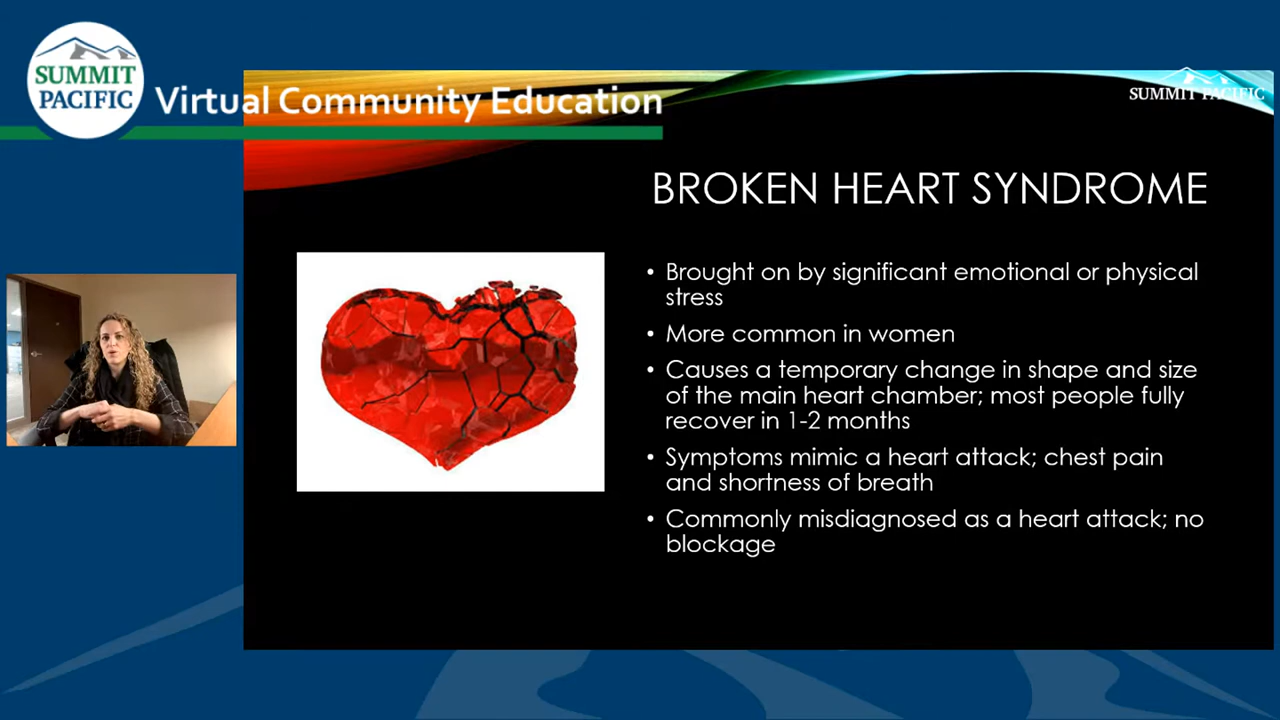 SUMMIT
PACIFIC
Virtual Community Education
SUMMIT PACIFIC
BROKEN HEART SYNDROME
• Brought on by significant emotional or physical
stress
• More common in women
• Causes a temporary change in shape and size
of the main heart chamber; most people fully
recover in 1-2 months
• Symptoms mimic a heart attack; chest pain
and shortness of breath
• Commonly misdiagnosed as a heart attack; no
blockage